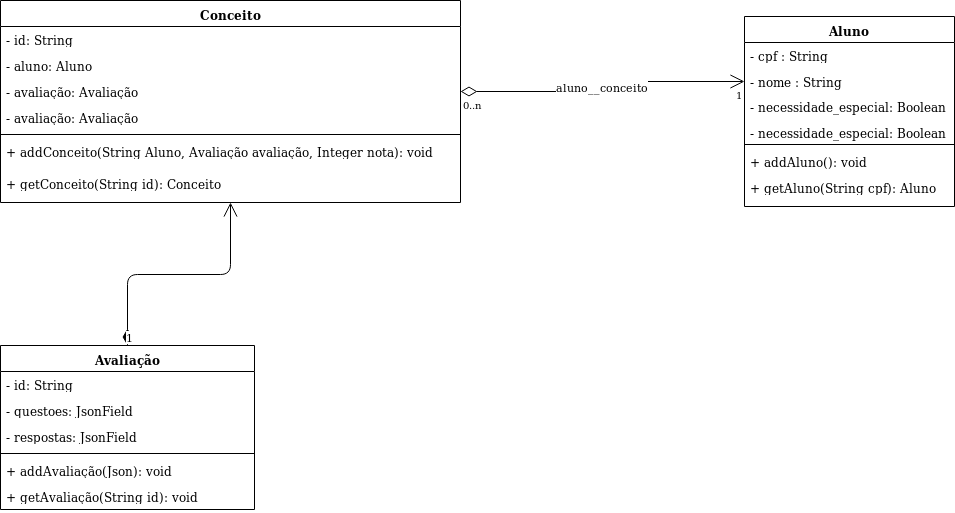 Conceito
- id: String
- aluno: Aluno
- avaliação: Avaliação
- avaliação: Avaliação
+ addConceito(String Aluno, Avaliação avaliação, Integer nota): void
+ getConceito(String id): Conceito
0..n
aluno__conceito
1
Aluno
- cpf : String
- nome : String
- necessidade_especial: Boolean
- necessidade_especial: Boolean
+ addAluno(): void
+ getAluno(String cpf): Aluno
1
Avaliação
- id: String
- questoes: JsonField
- respostas: JsonField
+ addAvaliação(Json): void
+ getAvaliação(String id): void